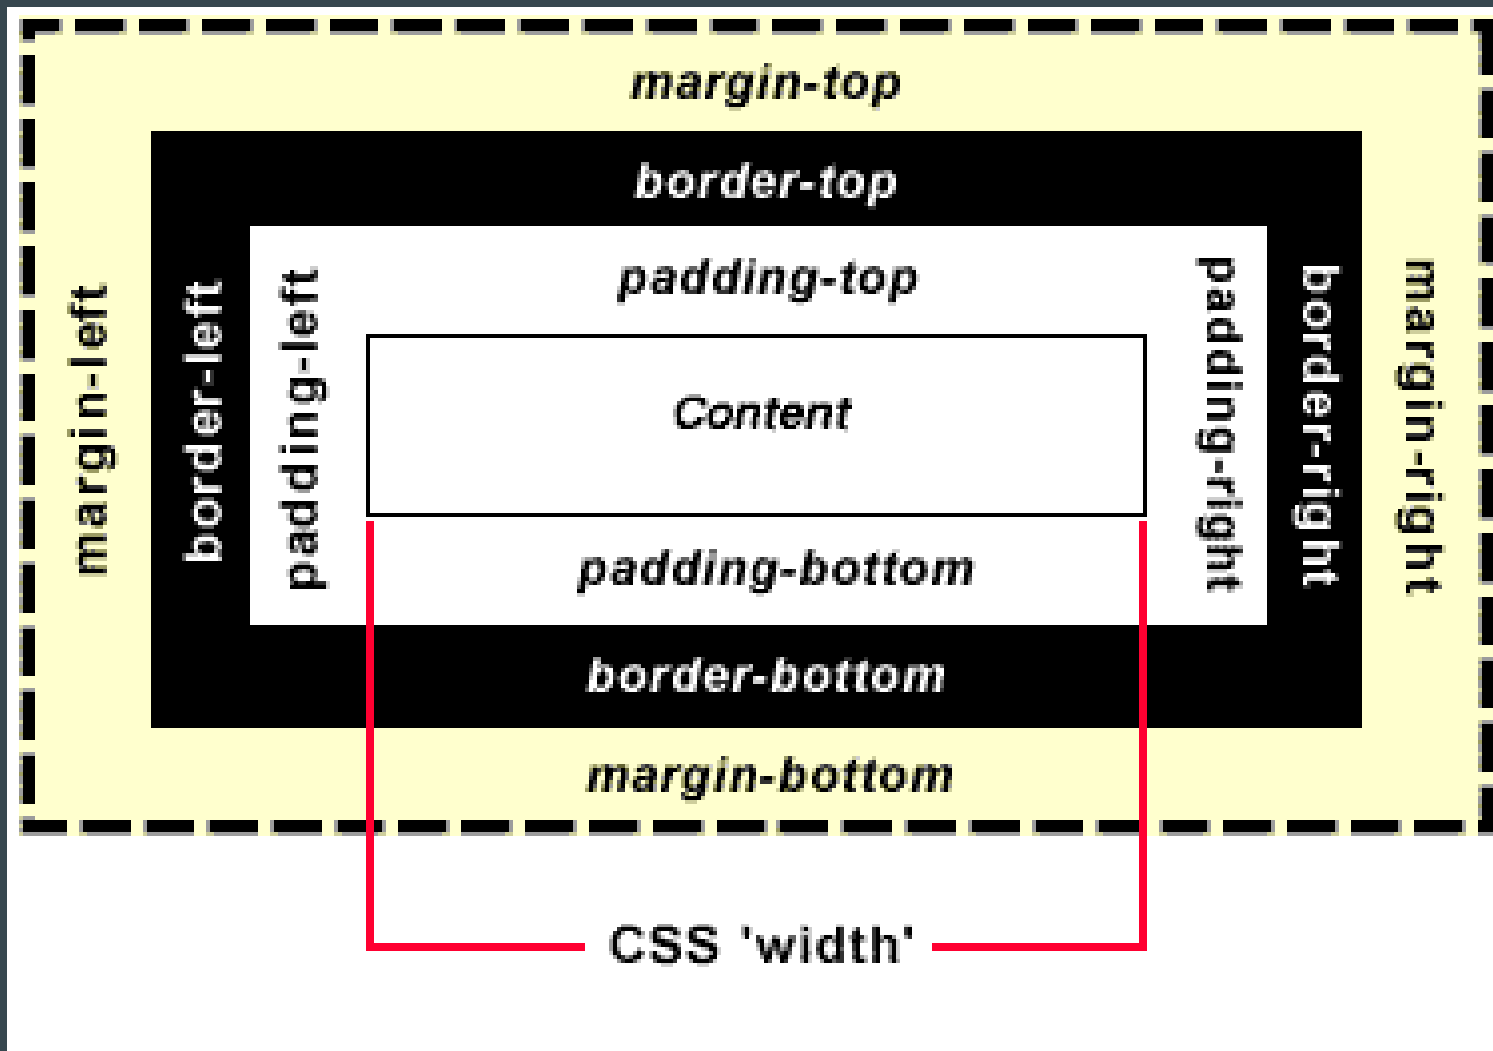 margin-top
border-top
padding-top
margin-left
border-left
padding-left
Content
padding-right
border-right
margin-right
padding-bottom
border-bottom
margin-bottom
CSS 'width'